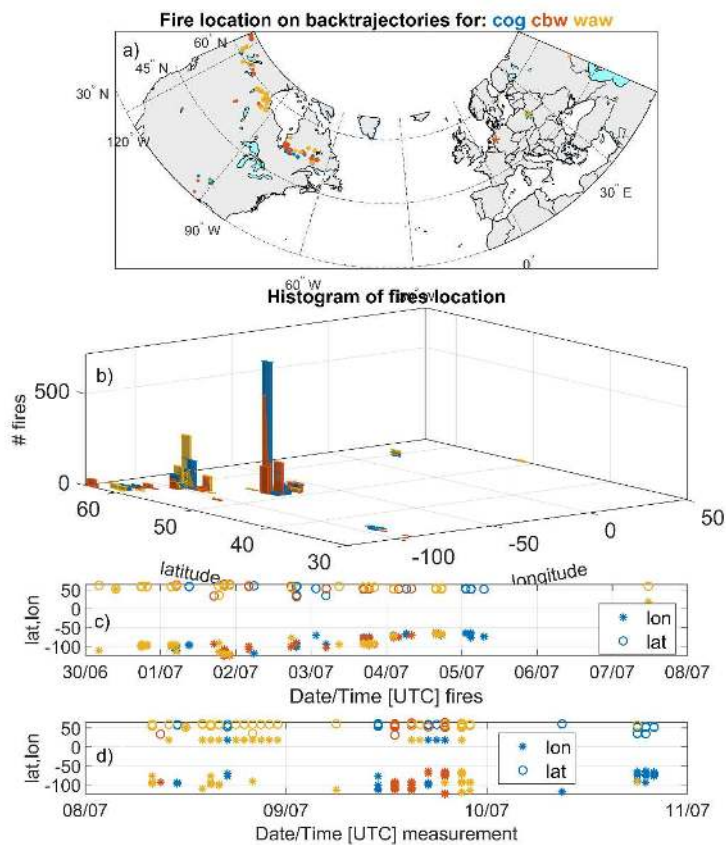 Fire location on backtrajectories for: cog cbw waw
a)
60° N
45° N
30° N
120° W
90° W
60° W
0°
30° E
Histogram of fires location
b)
# fires
500
0
60
50
40
30
latitude
-100
-50
0
50
longitude
lat,lon
50
0
-50
-100
c)
lon
lat
30/06 01/07 02/07 03/07 04/07 05/07 06/07 07/07 08/07
Date/Time [UTC] fires
lat,lon
50
0
-50
-100
d)
lon
lat
08/07 09/07 10/07 11/07
Date/Time [UTC] measurement